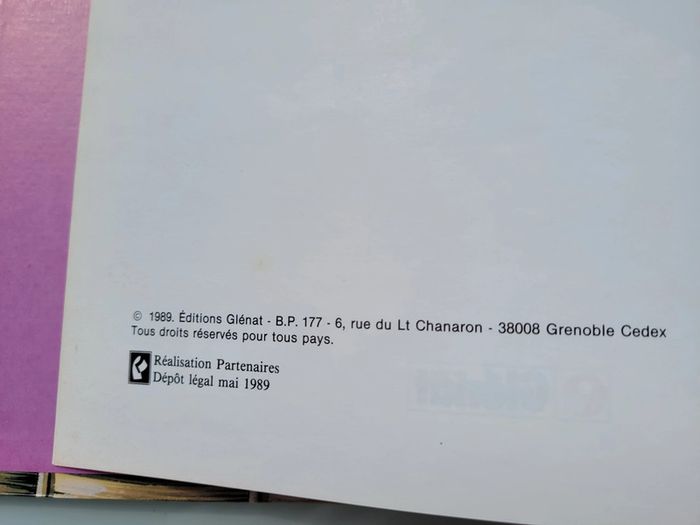 © 1989. Éditions Glénat - B.P. 177 - 6, rue du Lt Chanaron - 38008 Grenoble Cedex
Tous droits réservés pour tous pays.
Réalisation Partenaires
Dépôt légal mai 1989